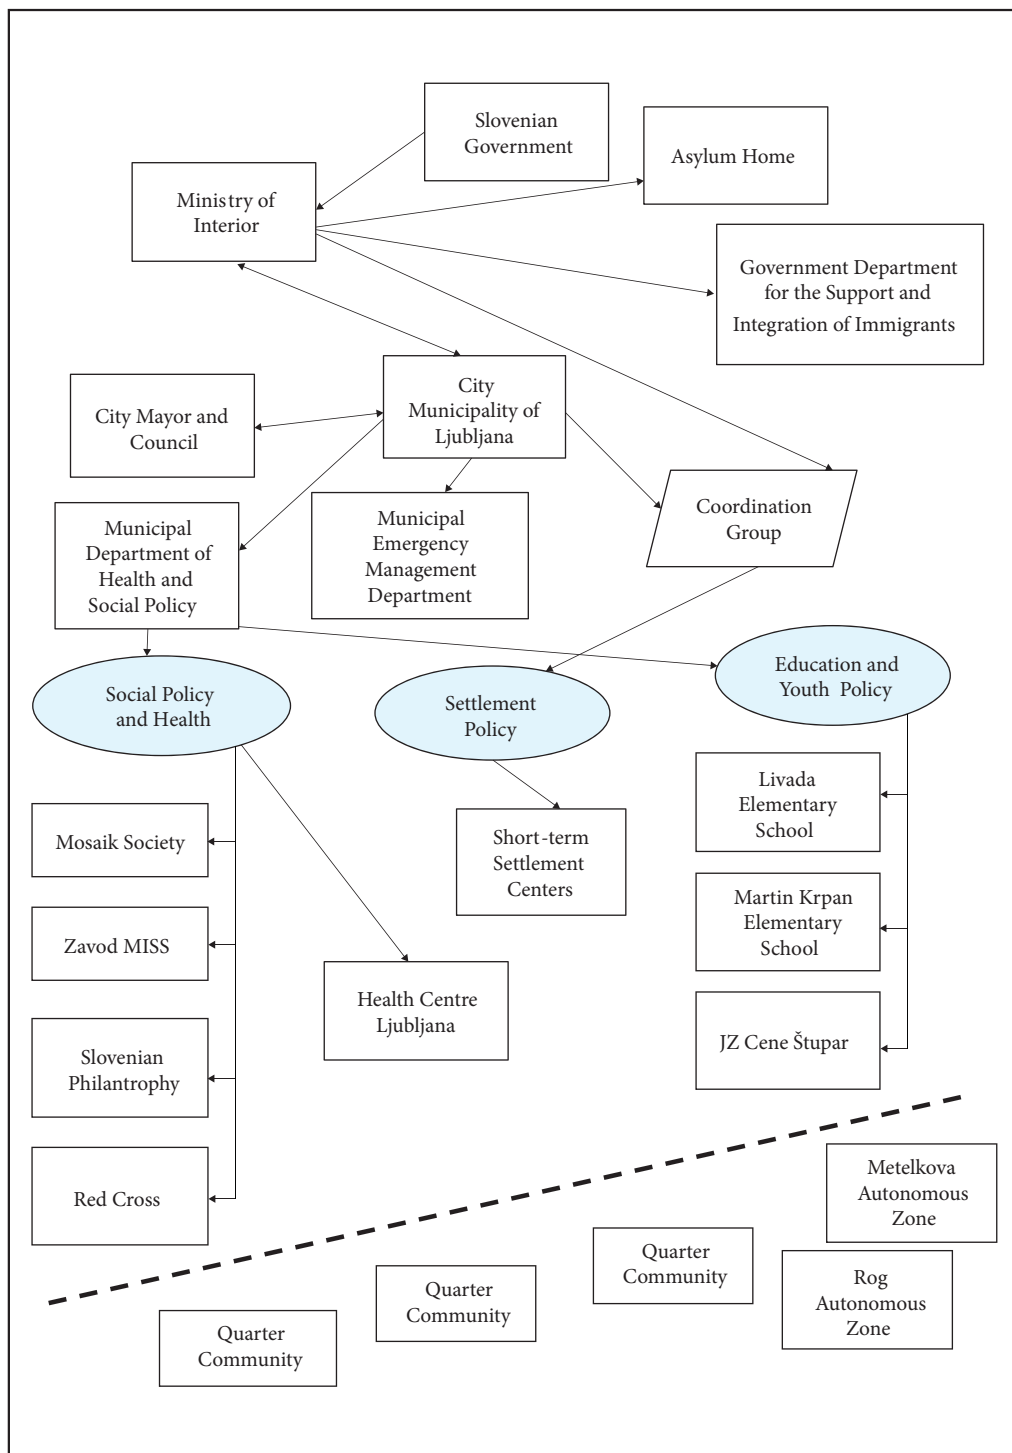 Slovenian
Government
Asylum Home
Ministry of
Interior
Government Department
for the Support and
Integration of Immigrants
City
Municipality of
Ljubljana
City Mayor and
Council
Coordination
Group
Municipal
Department of
Health and
Social Policy
Municipal
Emergency
Management
Department
Education and
Youth Policy
Social Policy
and Health
Settlement
Policy
Livada
Elementary
School
Mosaik Society
Short-term
Settlement
Centers
Martin Krpan
Elementary
School
Zavod MISS
Health Centre
Ljubljana
JZ Cene Štupar
Slovenian
Philantrophy
Red Cross
Metelkova
Autonomous
Zone
Quarter
Community
Rog
Autonomous
Zone
Quarter
Community
Quarter
Community